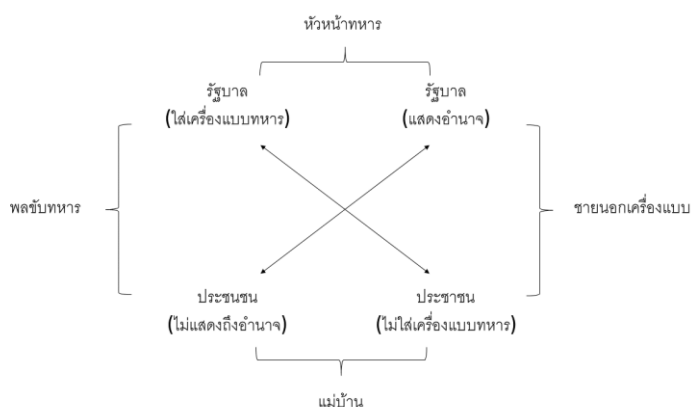 หัวหน้าทหาร
รัฐบาล
(ใส่เครื่องแบบทหาร)
รัฐบาล
(แสดงอำนาจ)
พลขับทหาร
ชายนอกเครื่องแบบ
ประชนชน
(ไม่แสดงถึงอำนาจ)
ประชาชน
(ไม่ใส่เครื่องแบบทหาร)
แม่บ้าน